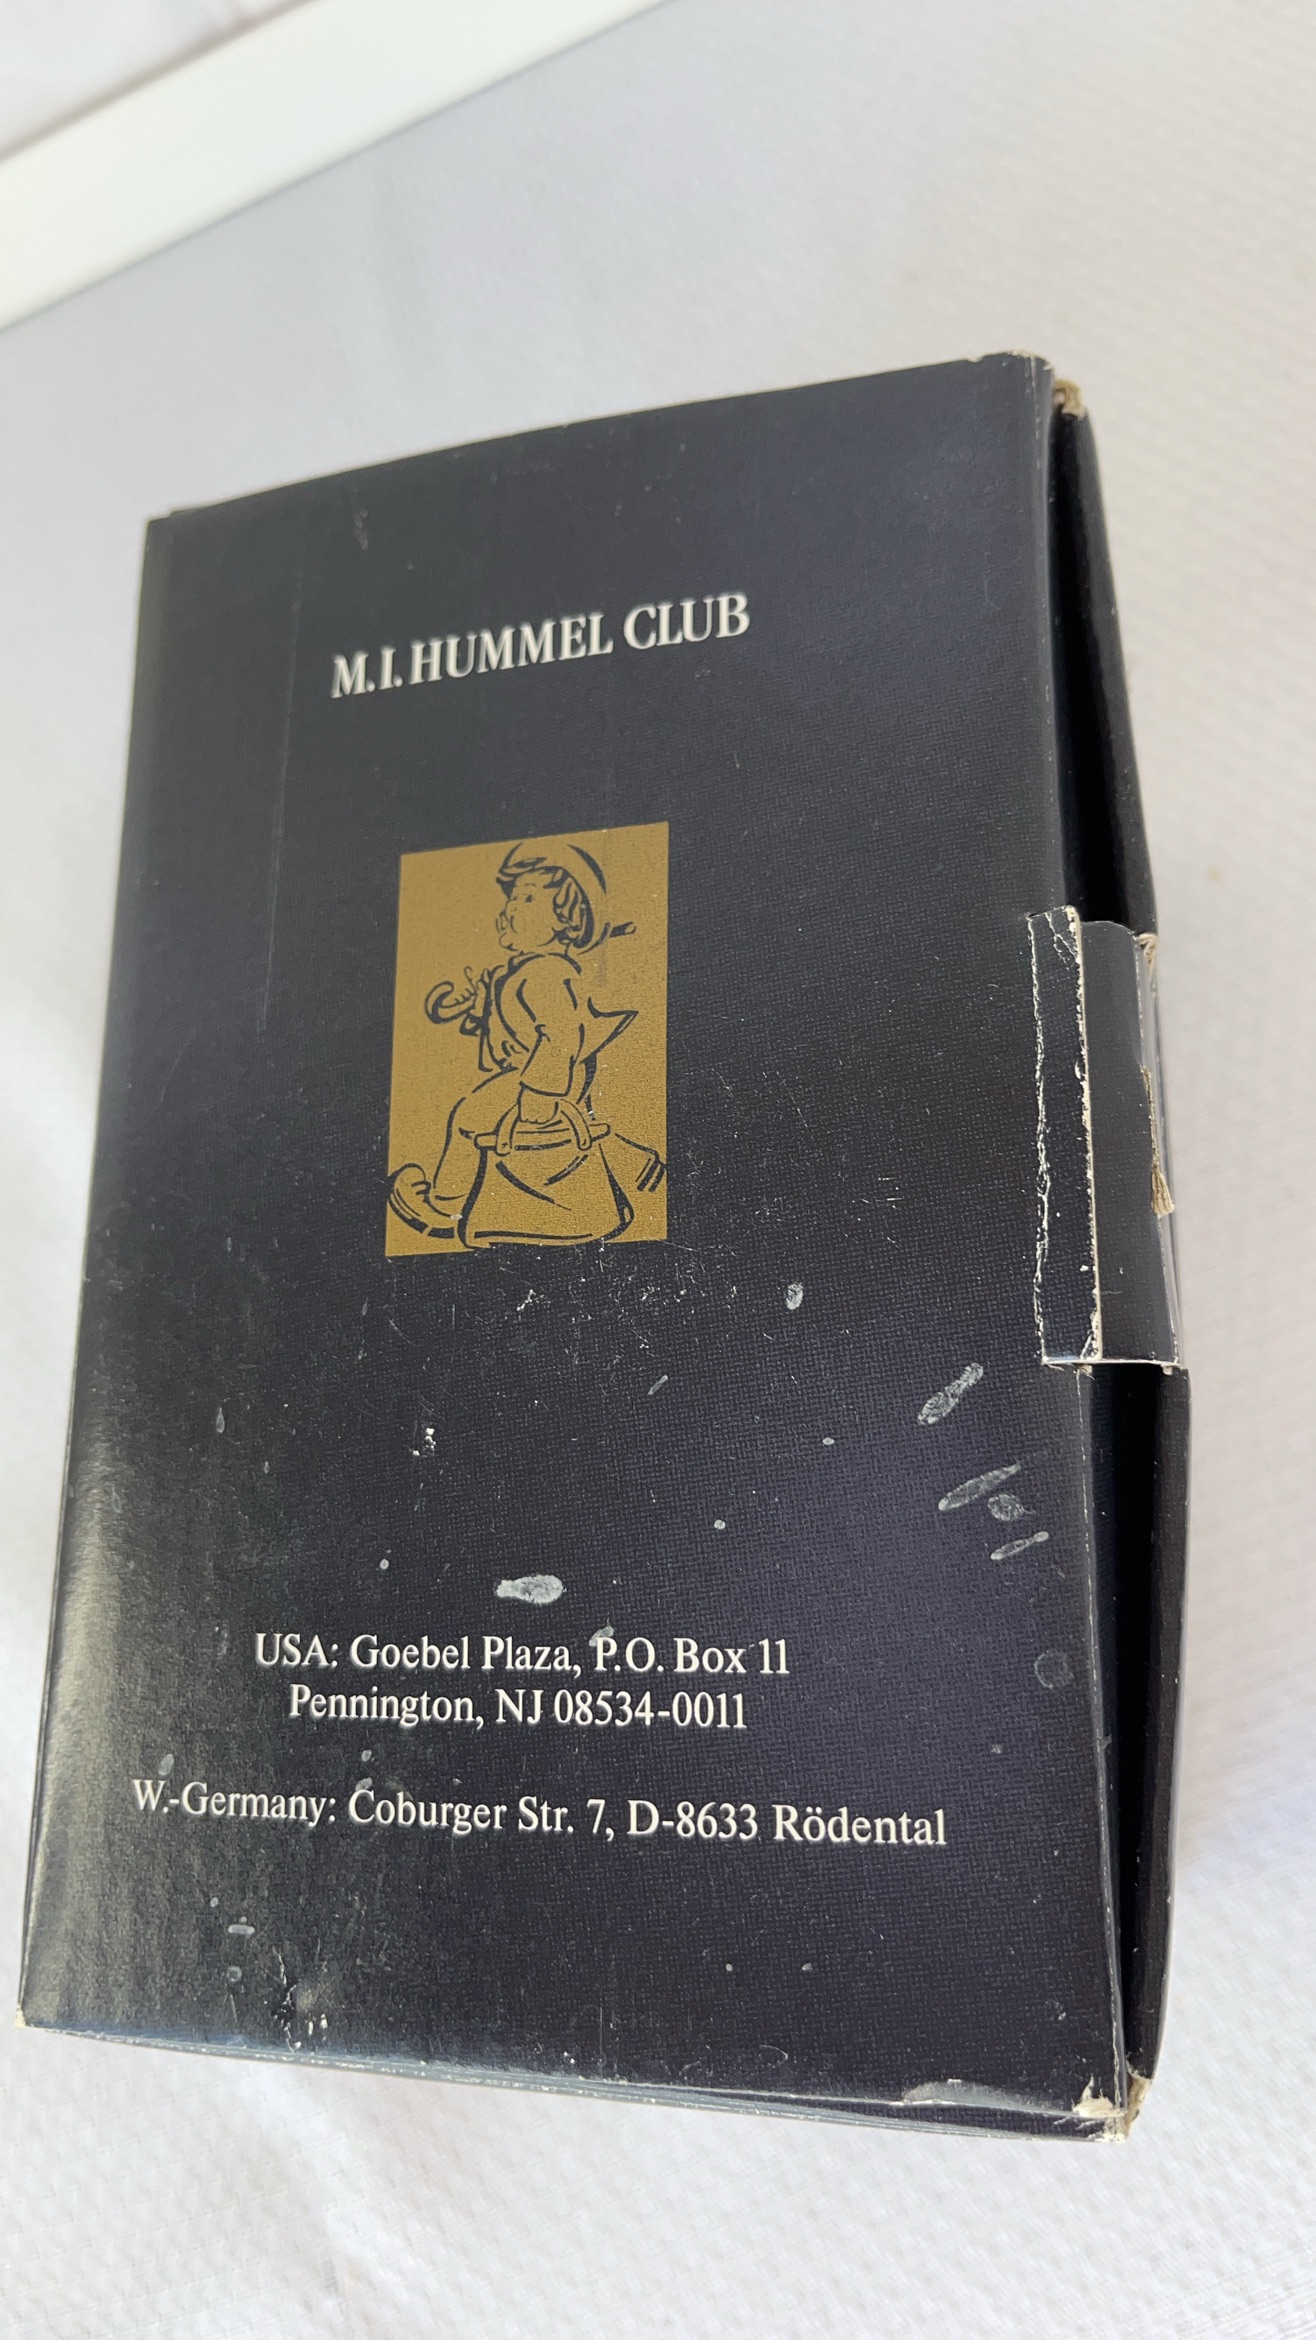 M.I. HUMMEL CLUB
USA: Goebel Plaza, P.O. Box 11
Pennington, NJ 08534-0011
W.-Germany: Coburger Str. 7, D-8633 Rödental